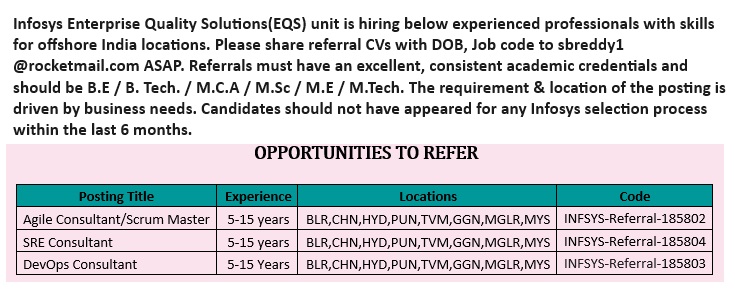 Infosys Enterprise Quality Solutions(EQS) unit is hiring below experienced professionals with skills
for offshore India locations. Please share referral CVs with DOB, Job code to sbreddy1
@rocketmail.com ASAP. Referrals must have an excellent, consistent academic credentials and
should be B.E / B. Tech. / M.C.A / M.Sc / M.E / M.Tech. The requirement & location of the posting is
driven by business needs. Candidates should not have appeared for any Infosys selection process
within the last 6 months.
OPPORTUNITIES TO REFER
Posting Title Experience Locations Code
Agile Consultant/Scrum Master 5-15 years BLR,CHN,HYD,PUN,TVM,GGN,MGLR,MYS INFSYS-Referral-185802
SRE Consultant 5-15 years BLR,CHN,HYD,PUN,TVM,GGN,MGLR,MYS INFSYS-Referral-185804
DevOps Consultant 5-15 Years BLR,CHN,HYD,PUN,TVM,GGN,MGLR,MYS INFSYS-Referral-185803